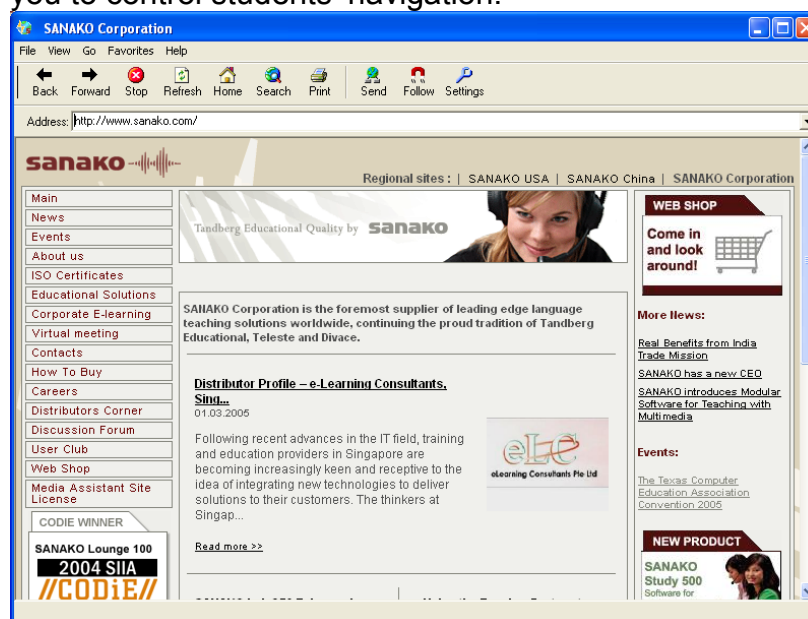 you to control students' navigation.
SANAKO Corporation
File View Go Favorites Help
Back Forward Stop Refresh Home Search Print Send Follow Settings
Address: http://www.sanako.com/
sanako
Regional sites : | SANAKO USA | SANAKO China | SANAKO Corporation
Main
News
Events
About us
ISO Certificates
Educational Solutions
Corporate E-learning
Virtual meeting
Contacts
How To Buy
Careers
Distributors Corner
Discussion Forum
User Club
Web Shop
Media Assistant Site
License
CODIE WINNER
SANAKO Lounge 100
2004 SIIA
//CODiE//
Tandberg Educational Quality by sanako
SANAKO Corporation is the foremost supplier of leading edge language
teaching solutions worldwide, continuing the proud tradition of Tandberg
Educational, Teleste and Divace.
Distributor Profile – e-Learning Consultants,
Sing...
01.03.2005
Following recent advances in the IT field, training
and education providers in Singapore are
becoming increasingly keen and receptive to the
idea of integrating new technologies to deliver
solutions to their customers. The thinkers at
Singap...
eLC
eLearning Consultants Pte Ltd
Read more >>
WEB SHOP
Come in
and look
around!
More News:
Real Benefits from India
Trade Mission
SANAKO has a new CEO
SANAKO introduces Modular
Software for Teaching with
Multimedia
Events:
The Texas Computer
Education Association
Convention 2005
NEW PRODUCT
SANAKO
Study 500
Software for